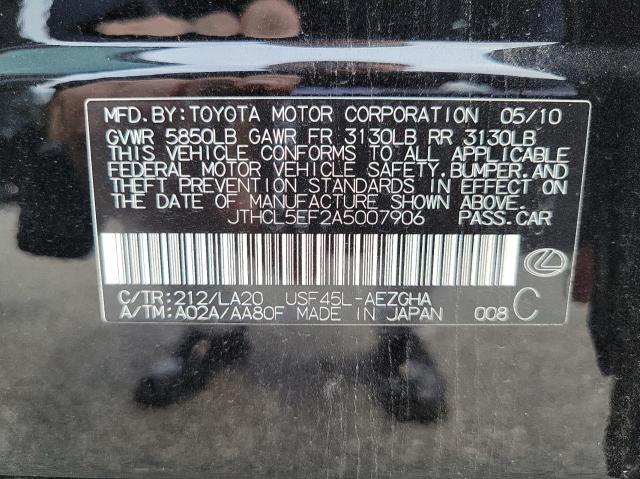 MFD.BY:TOYOTA MOTOR CORPORATION 05/10
GVWR 5850LB GAWR FR 3130LB RR 3130LB
THIS VEHICLE CONFORMS TO ALL APPLICABLE
FEDERAL MOTOR VEHICLE SAFETY,BUMPER,AND
THEFT PREVENTION STANDARDS IN EFFECT ON
THE DATE OF MANUFACTURE SHOWN ABOVE.
JTHCL5EF2A5007906 PASS.CAR
C/TR:212/LA20 USF45L-AEZGHA
A/TM:A02A/AA80F MADE IN JAPAN 008 C